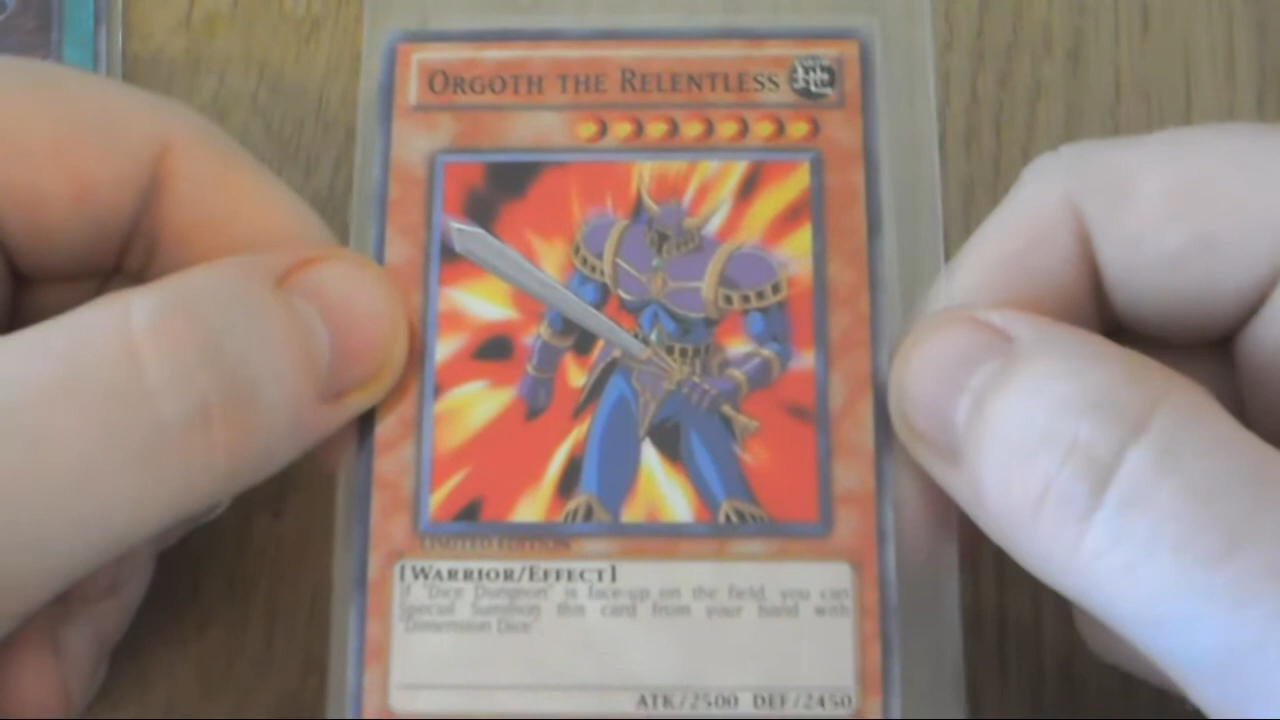 ORGOTH THE RELENTLESS 地
LIMITED EDITION
[WARRIOR/EFFECT]
If "Dice Dungeon" is face-up on the field, you can
Special Summon this card from your hand with
"Dimension Dice"
ATK/2500 DEF/2450